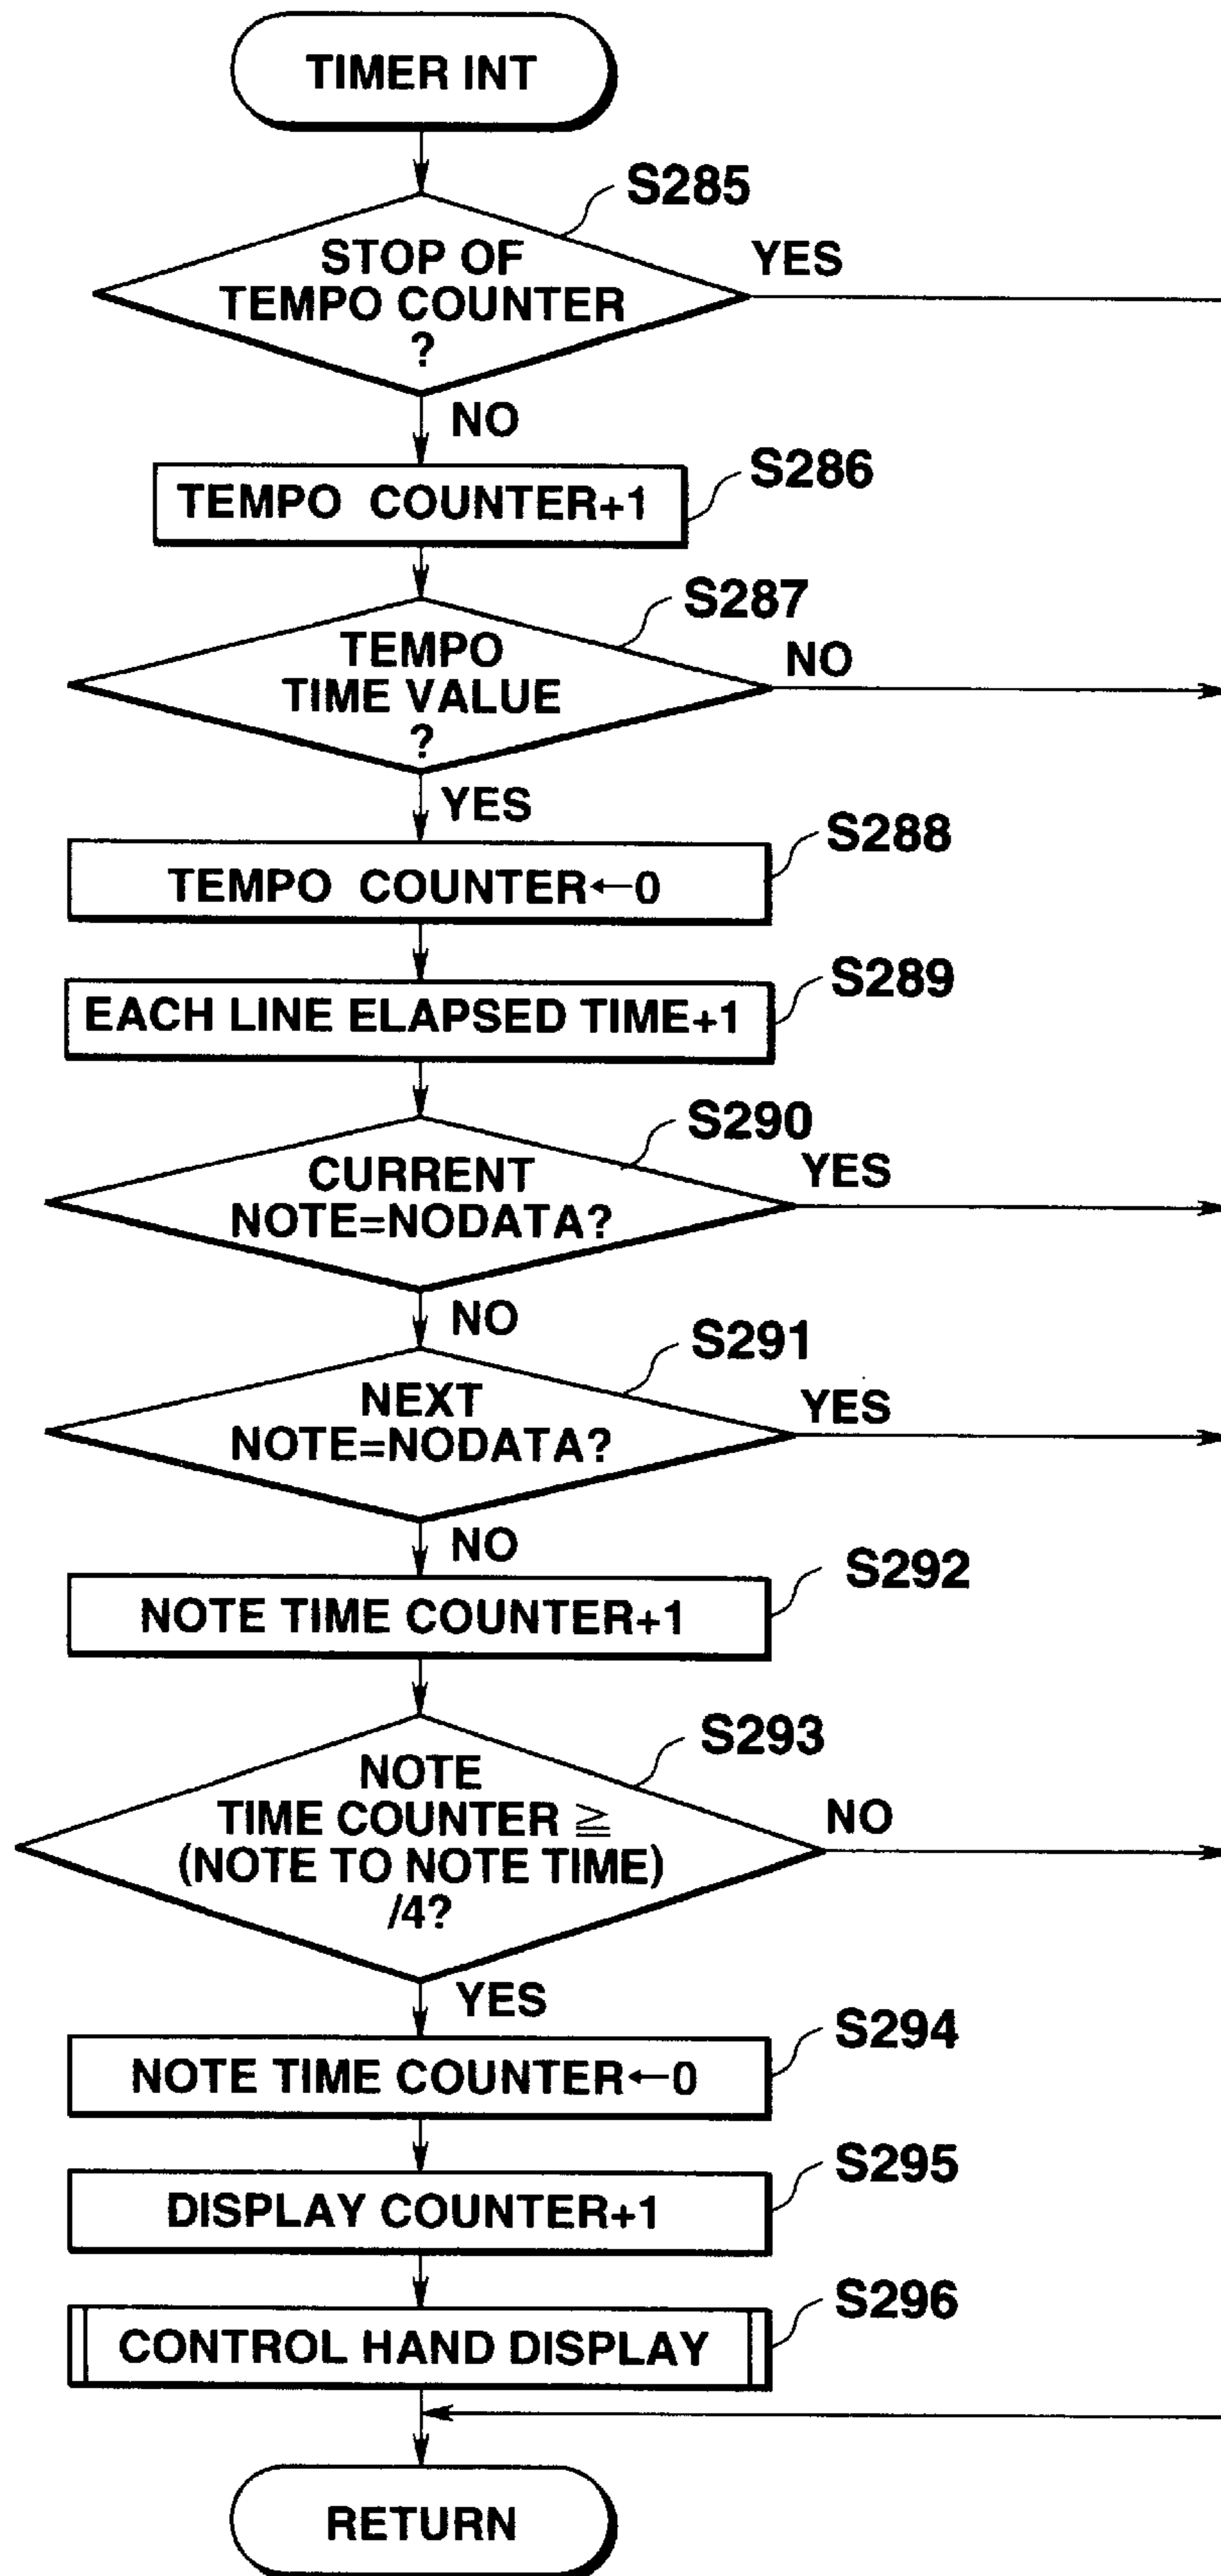 TIMER INT
S285
STOP OF
TEMPO COUNTER
?
YES
NO
S286
TEMPO COUNTER+1
S287
TEMPO
TIME VALUE
?
NO
YES
S288
TEMPO COUNTER←0
S289
EACH LINE ELAPSED TIME+1
S290
CURRENT
NOTE=NODATA?
YES
NO
S291
NEXT
NOTE=NODATA?
YES
NO
S292
NOTE TIME COUNTER+1
S293
NOTE
TIME COUNTER ≧
(NOTE TO NOTE TIME)
/4?
NO
YES
S294
NOTE TIME COUNTER←0
S295
DISPLAY COUNTER+1
S296
CONTROL HAND DISPLAY
RETURN